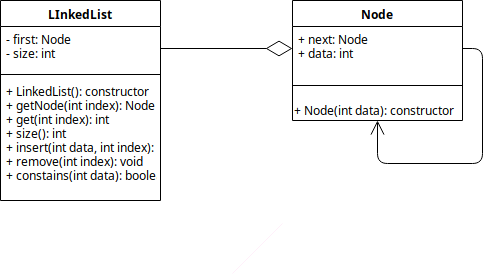 LInkedList
- first: Node
- size: int
+ LinkedList(): constructor
+ getNode(int index): Node
+ get(int index): int
+ size(): int
+ insert(int data, int index):
+ remove(int index): void
+ constains(int data): boole
Node
+ next: Node
+ data: int
+ Node(int data): constructor